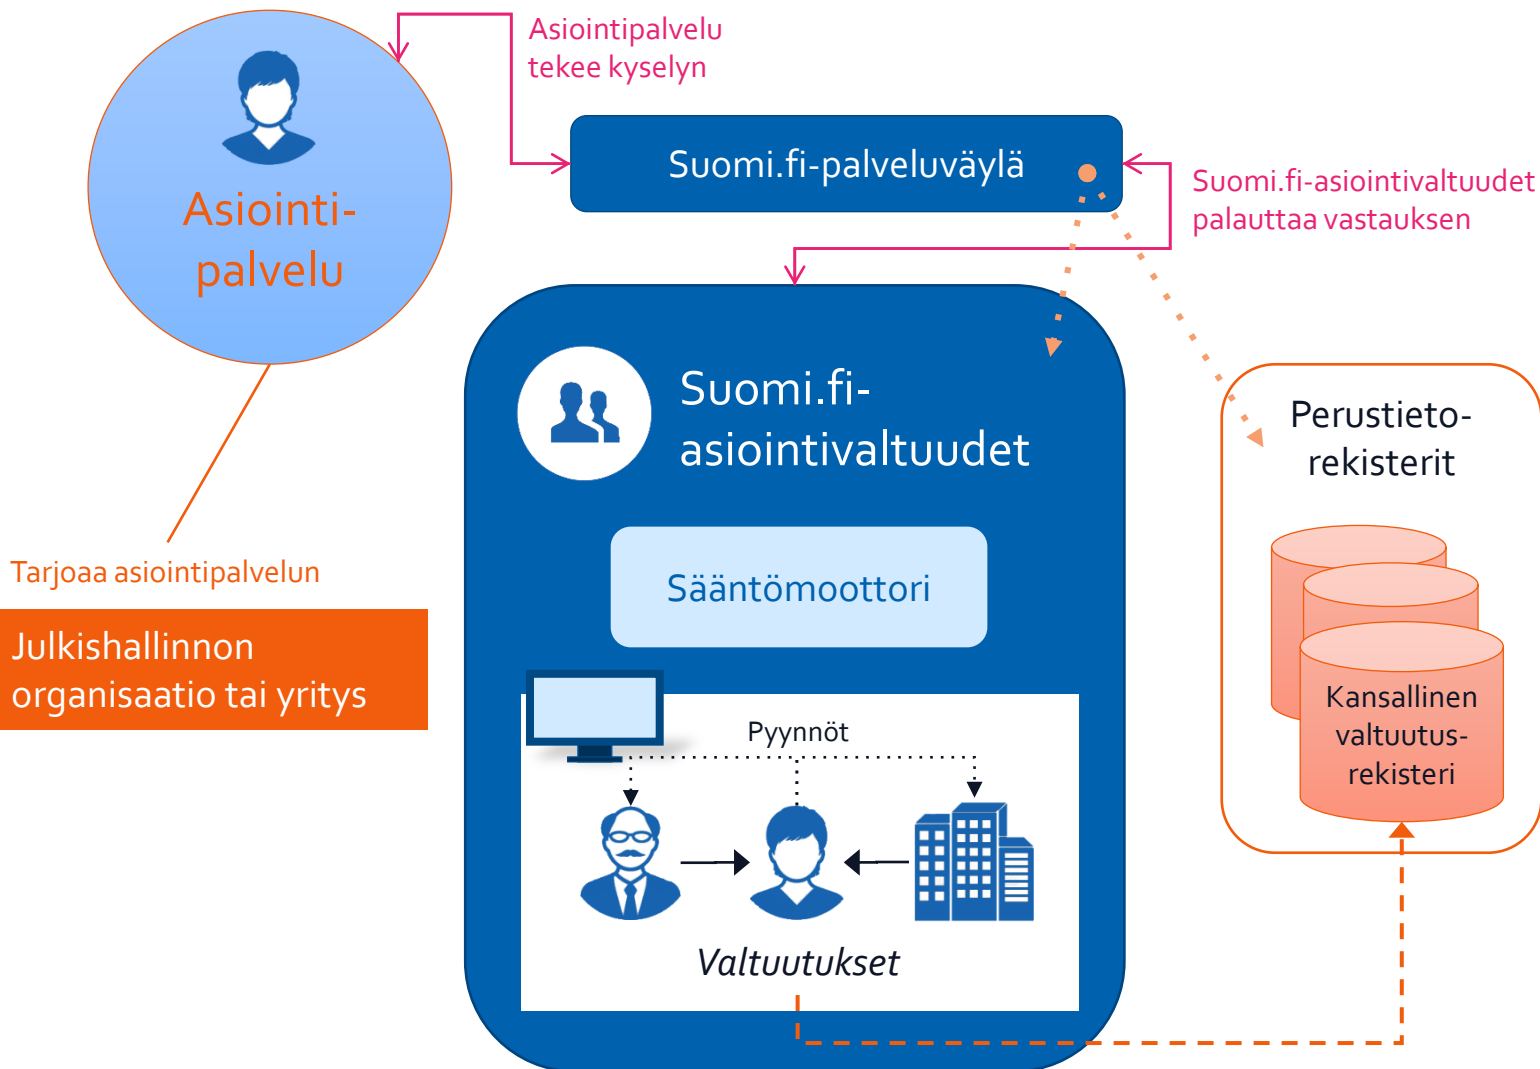 Asiointipalvelu
tekee kyselyn
Asiointi-
palvelu
Suomi.fi-palveluväylä
Suomi.fi-asiointivaltuudet
palauttaa vastauksen
Suomi.fi-
asiointivaltuudet
Perustieto-
rekisterit
Sääntömoottori
Tarjoaa asiointipalvelun
Julkishallinnon
organisaatio tai yritys
Kansallinen
valtuutus-
rekisteri
Pyynnöt
Valtuutukset